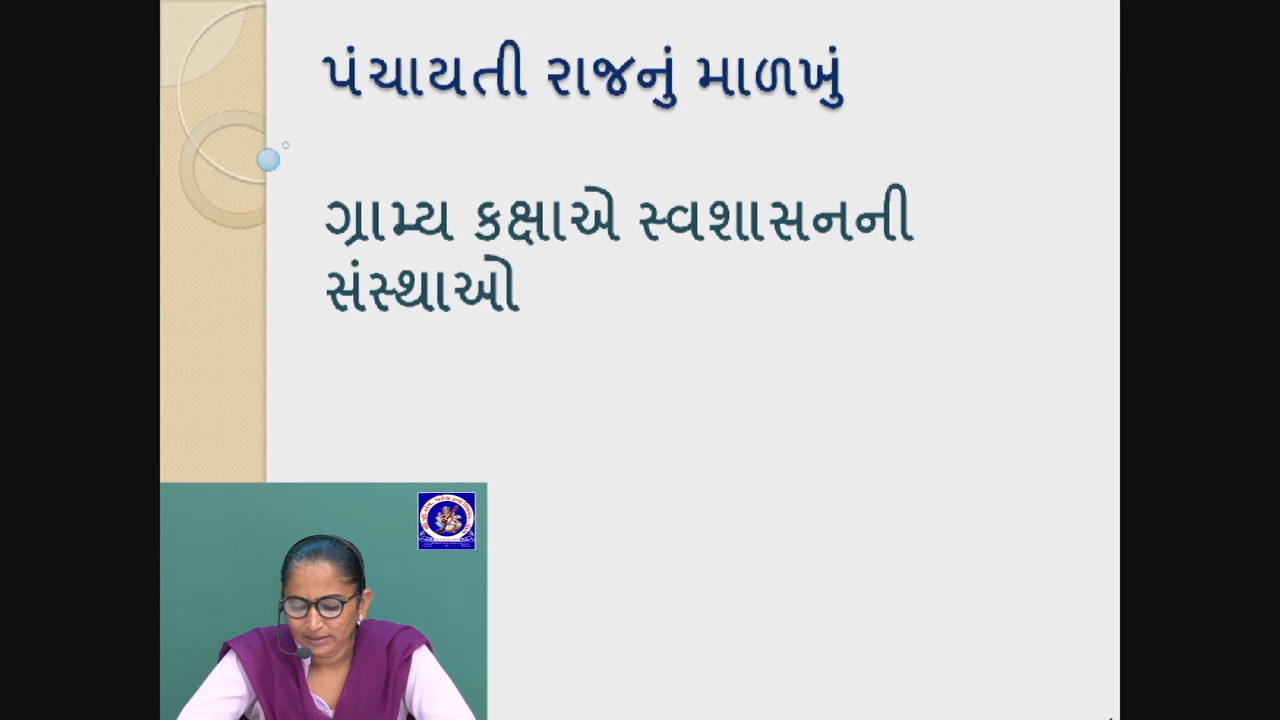 પંચાયતી રાજનું માળખું
ગ્રામ્ય કક્ષાએ સ્વશાસનની
સંસ્થાઓ